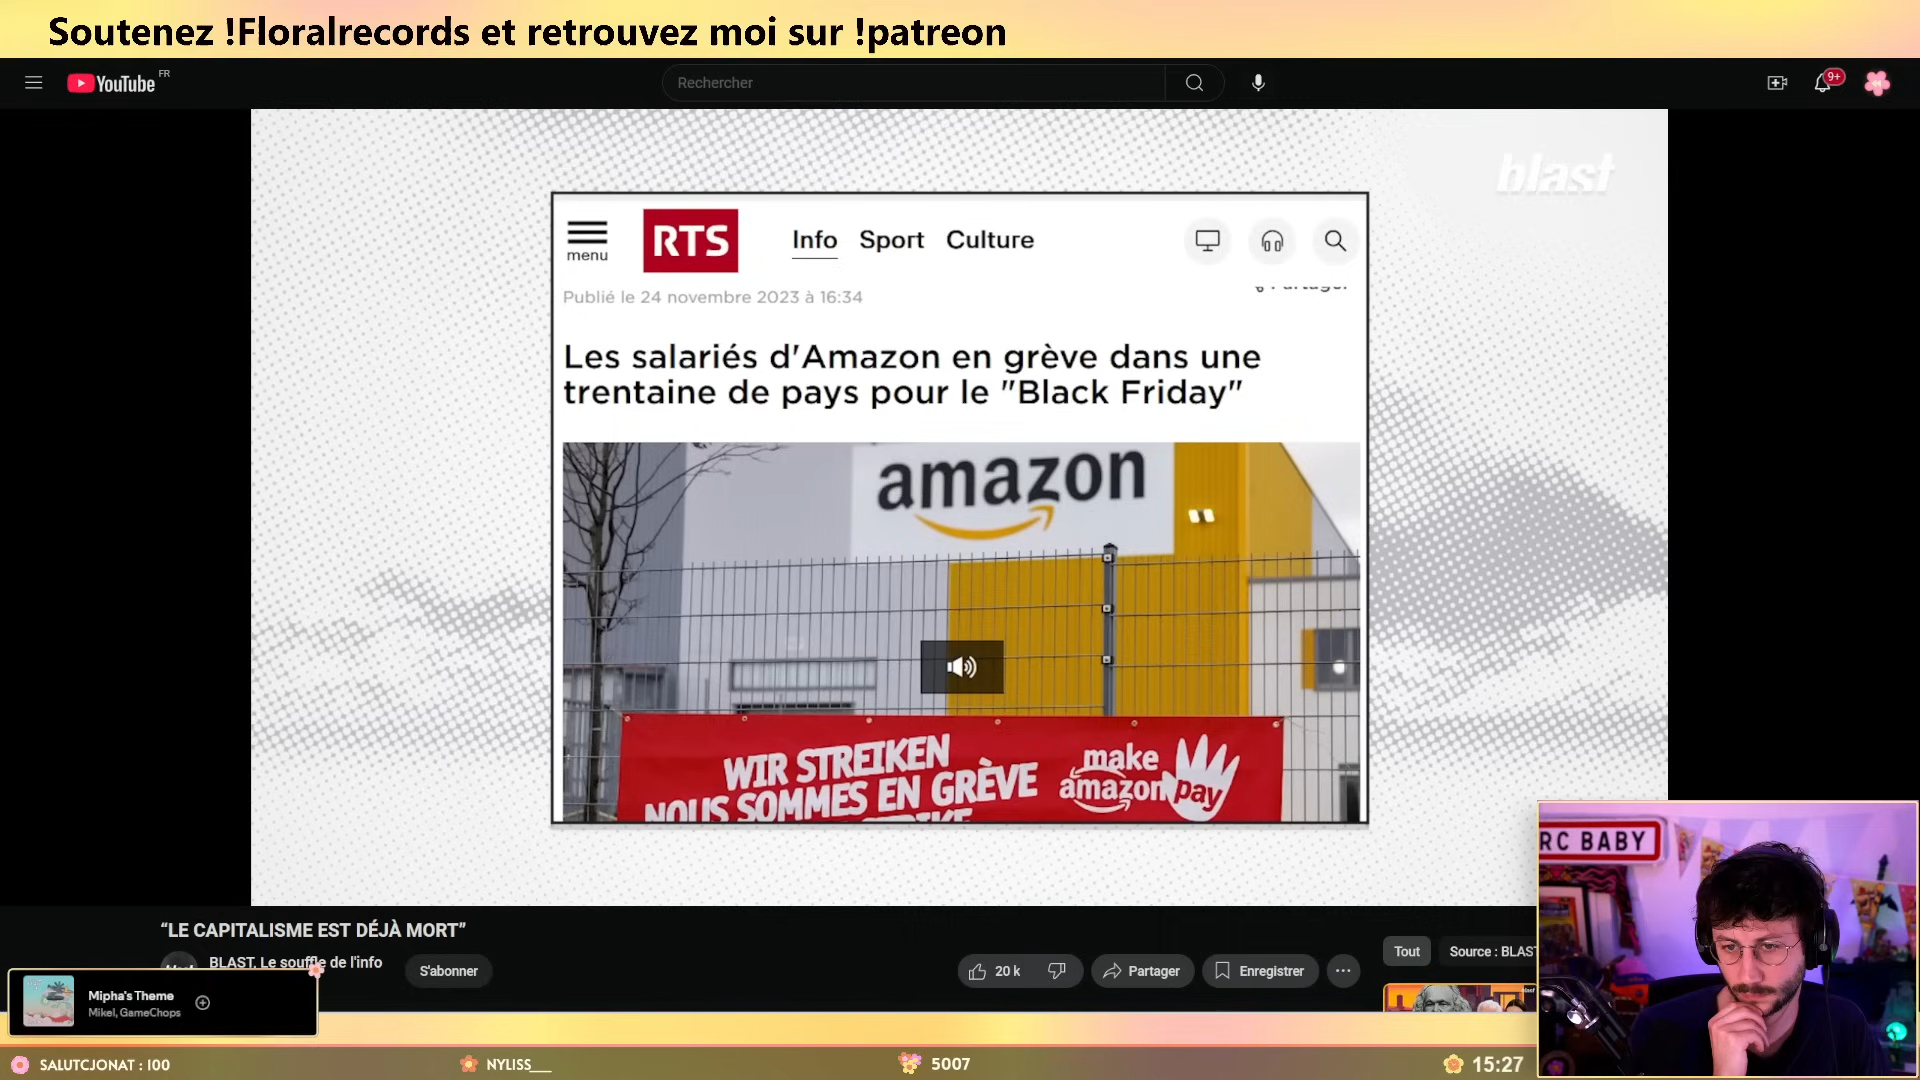 Soutenez !Floralrecords et retrouvez moi sur !patreon
YouTube FR
Rechercher
9+
blast
menu
RTS
Info Sport Culture
Publié le 24 novembre 2023 à 16:34
Les salariés d'Amazon en grève dans une
trentaine de pays pour le "Black Friday"
amazon
WIR STREIKEN
NOUS SOMMES EN GRÈVE
make
amazon pay
RC BABY
“LE CAPITALISME EST DÉJÀ MORT”
BLAST, Le souffle de l'info
S'abonner
20 k
Partager
Enregistrer
Tout
Source : BLAST
Mipha's Theme
Mikel, GameChops
SALUTCJONAT : 100
NYLISS__
5007
15:27